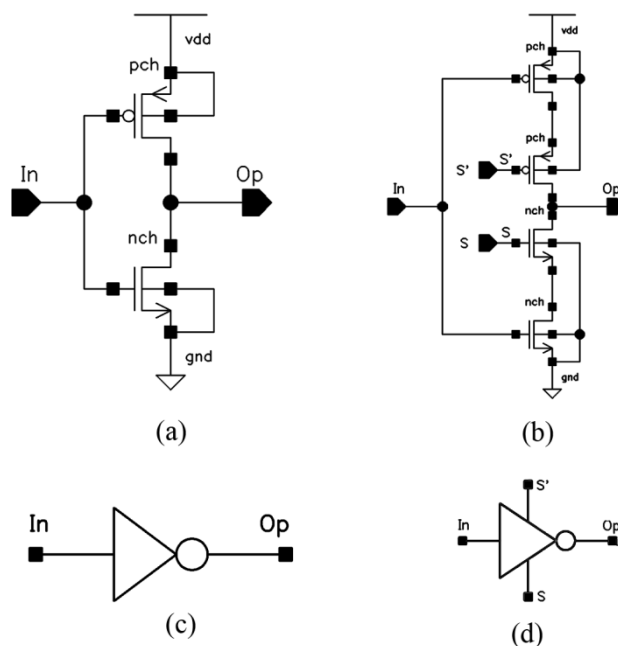 vdd
pch
In
Op
nch
gnd
(a)
vdd
pch
pch
S' S'
In
Op
nch
S S
nch
gnd
(b)
In
Op
(c)
S'
In
Op
S
(d)